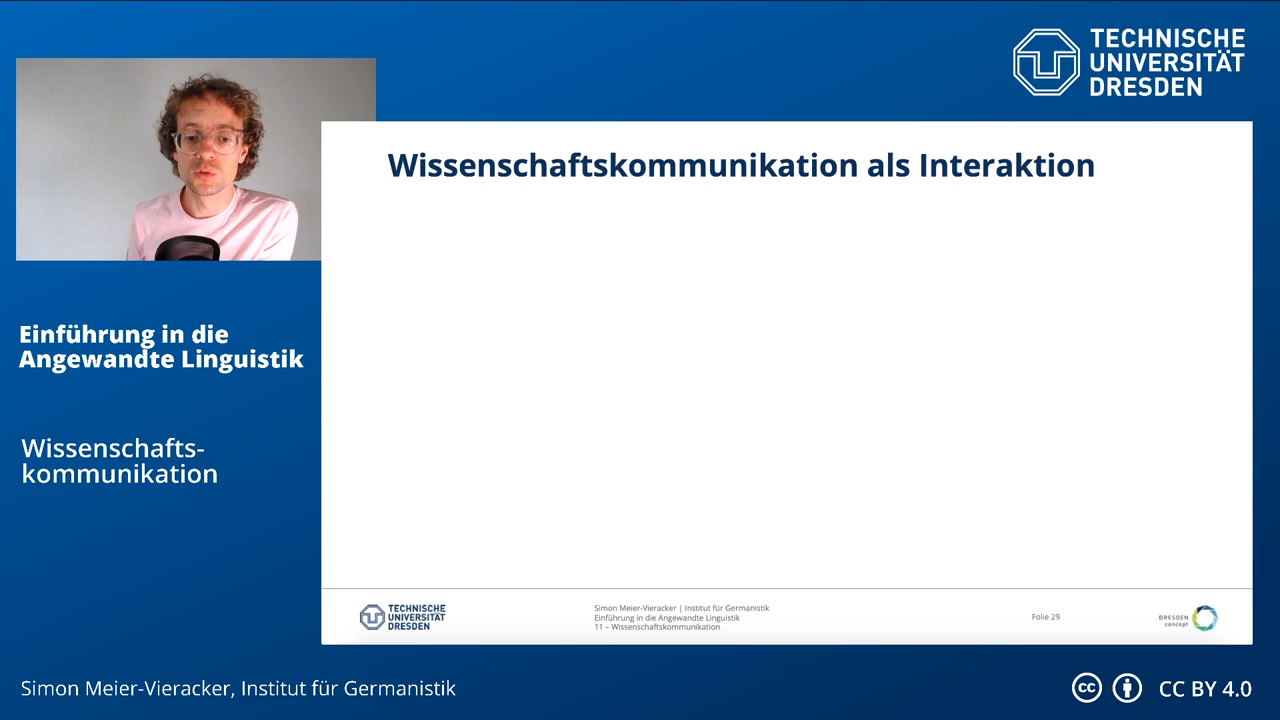 TECHNISCHE
UNIVERSITÄT
DRESDEN
Wissenschaftskommunikation als Interaktion
Einführung in die
Angewandte Linguistik
Wissenschafts-
kommunikation
TECHNISCHE
UNIVERSITÄT
DRESDEN
Simon Meier-Vieracker | Institut für Germanistik
Einführung in die Angewandte Linguistik
11 – Wissenschaftskommunikation
Folie 29
DRESDEN
concept
Simon Meier-Vieracker, Institut für Germanistik
cc
CC BY 4.0